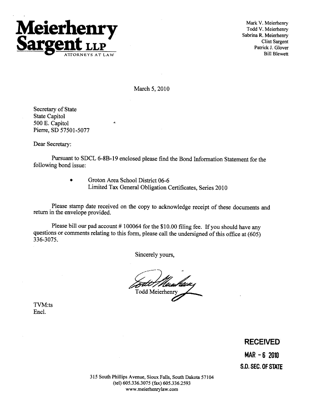 Meierhenry
Sargent LLP
ATTORNEYS AT LAW
Mark V. Meierhenry
Todd V. Meierhenry
Sabrina R. Meierhenry
Clint Sargent
Patrick J. Glover
Bill Blewett
March 5, 2010
Secretary of State
State Capitol
500 E. Capitol
Pierre, SD 57501-5077
Dear Secretary:
Pursuant to SDCL 6-8B-19 enclosed please find the Bond Information Statement for the
following bond issue:
• Groton Area School District 06-6
Limited Tax General Obligation Certificates, Series 2010
Please stamp date received on the copy to acknowledge receipt of these documents and
return in the envelope provided.
Please bill our pad account # 100064 for the $10.00 filing fee. If you should have any
questions or comments relating to this form, please call the undersigned of this office at (605)
336-3075.
Sincerely yours,
Todd Meierhenry
Todd Meierhenry
TVM:ts
Encl.
RECEIVED
MAR - 6 2010
S.D. SEC. OF STATE
315 South Phillips Avenue, Sioux Falls, South Dakota 57104
(tel) 605.336.3075 (fax) 605.336.2593
www.meierhenrylaw.com